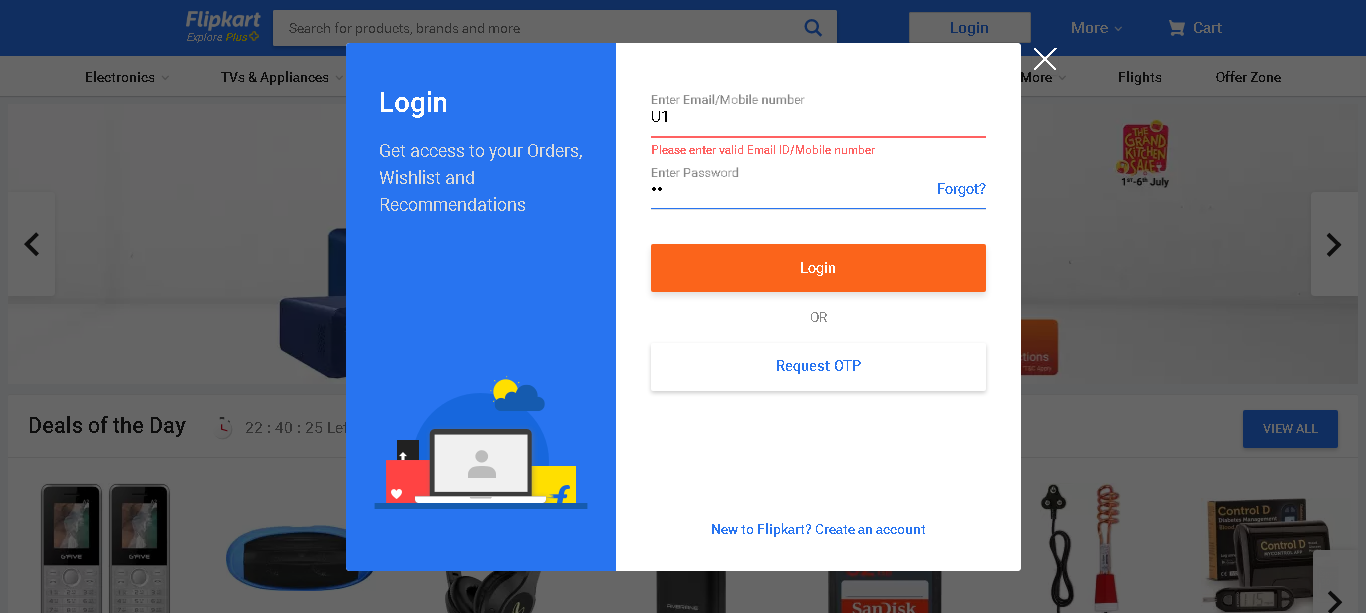 Flipkart
Explore Plus
Search for products, brands and more
Login
More
Cart
Electronics
TVs & Appliances
More
Flights
Offer Zone
Login
Get access to your Orders,
Wishlist and
Recommendations
Enter Email/Mobile number
U1
Please enter valid Email ID/Mobile number
Enter Password
••
Forgot?
Login
OR
Request OTP
New to Flipkart? Create an account
THE
GRAND
KITCHEN
SALE
1ST-6th July
Deals of the Day
22 : 40 : 25
VIEW ALL
Control D
Control D
SanDisk